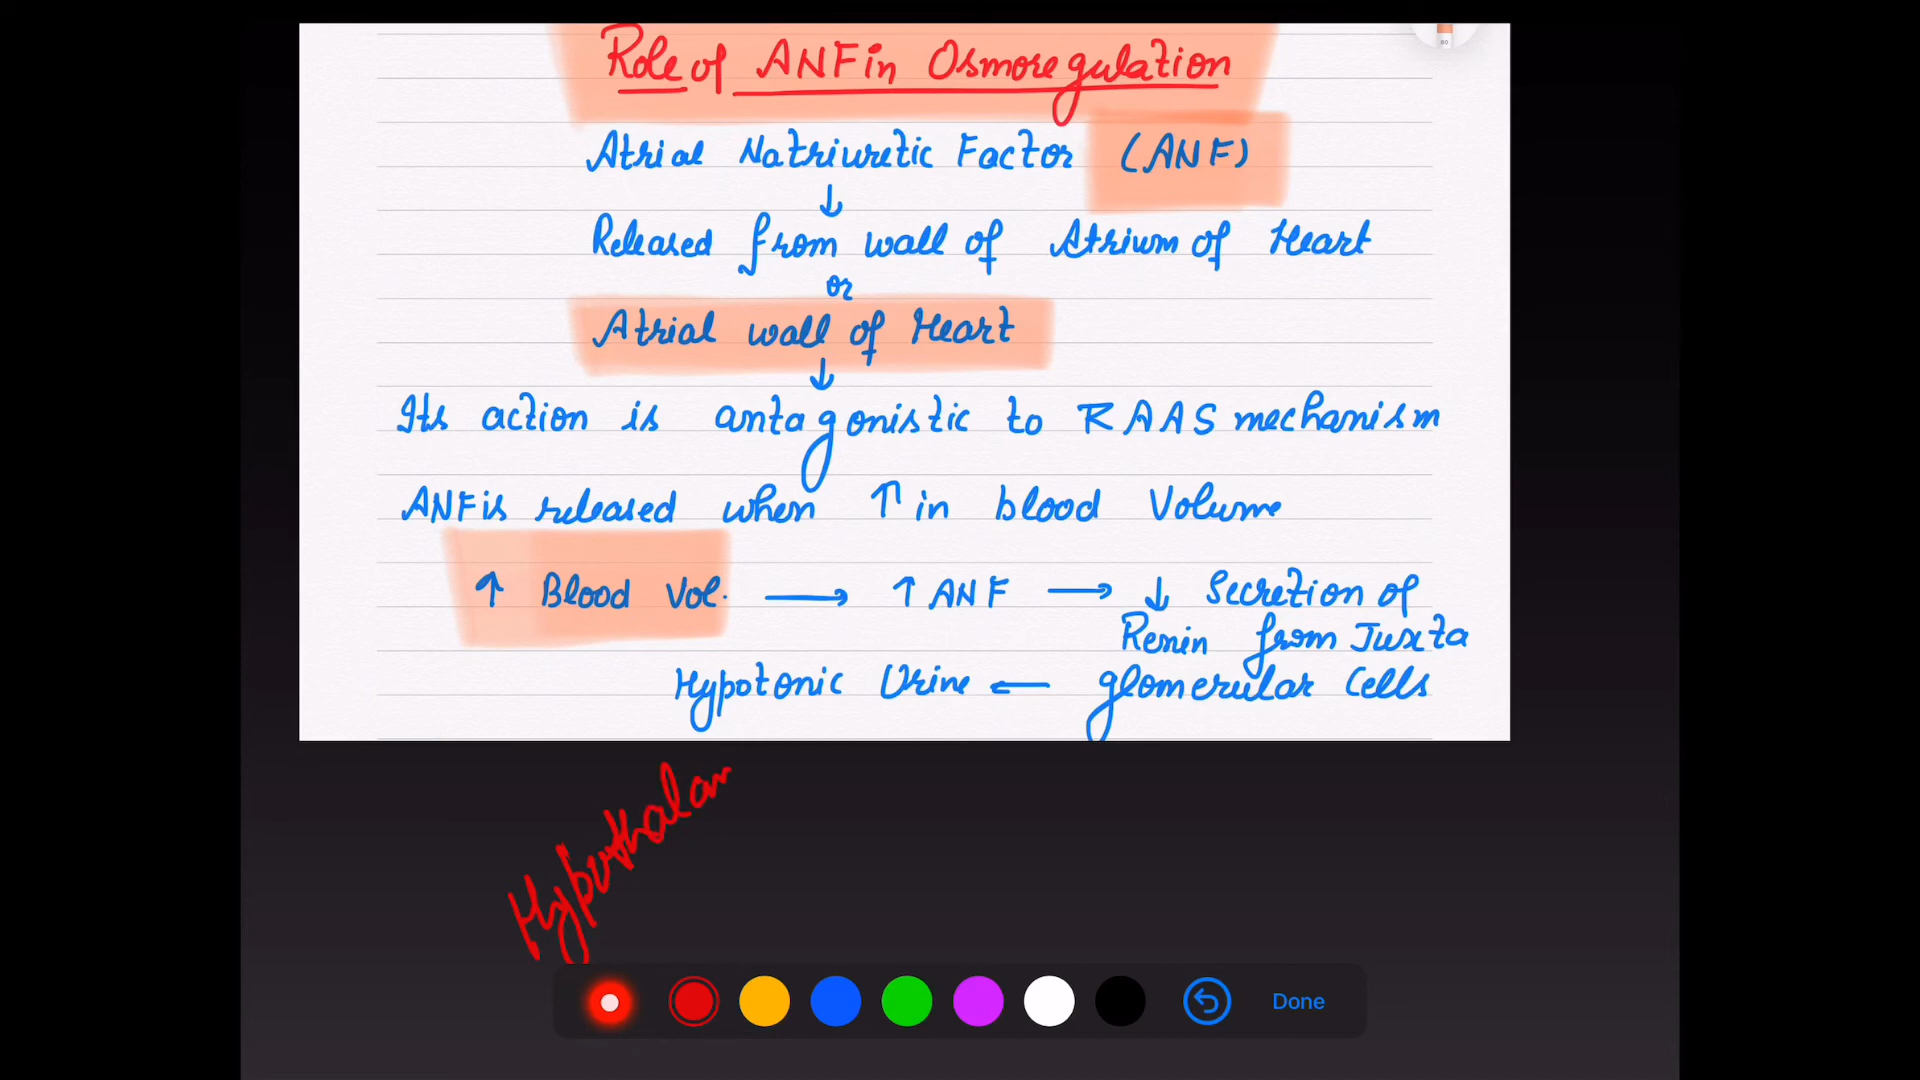 Role of ANF in Osmoregulation
Atrial Natriuretic Factor (ANF)
↓
Released from wall of Atrium of Heart
or
Atrial wall of Heart
↓
Its action is antagonistic to RAAS mechanism
ANF is released when ↑ in blood Volume
↑ Blood Vol. → ↑ ANF → ↓ Secretion of
Renin from Juxta
Hypotonic Urine ← glomerular Cells
Hypothalam
Done